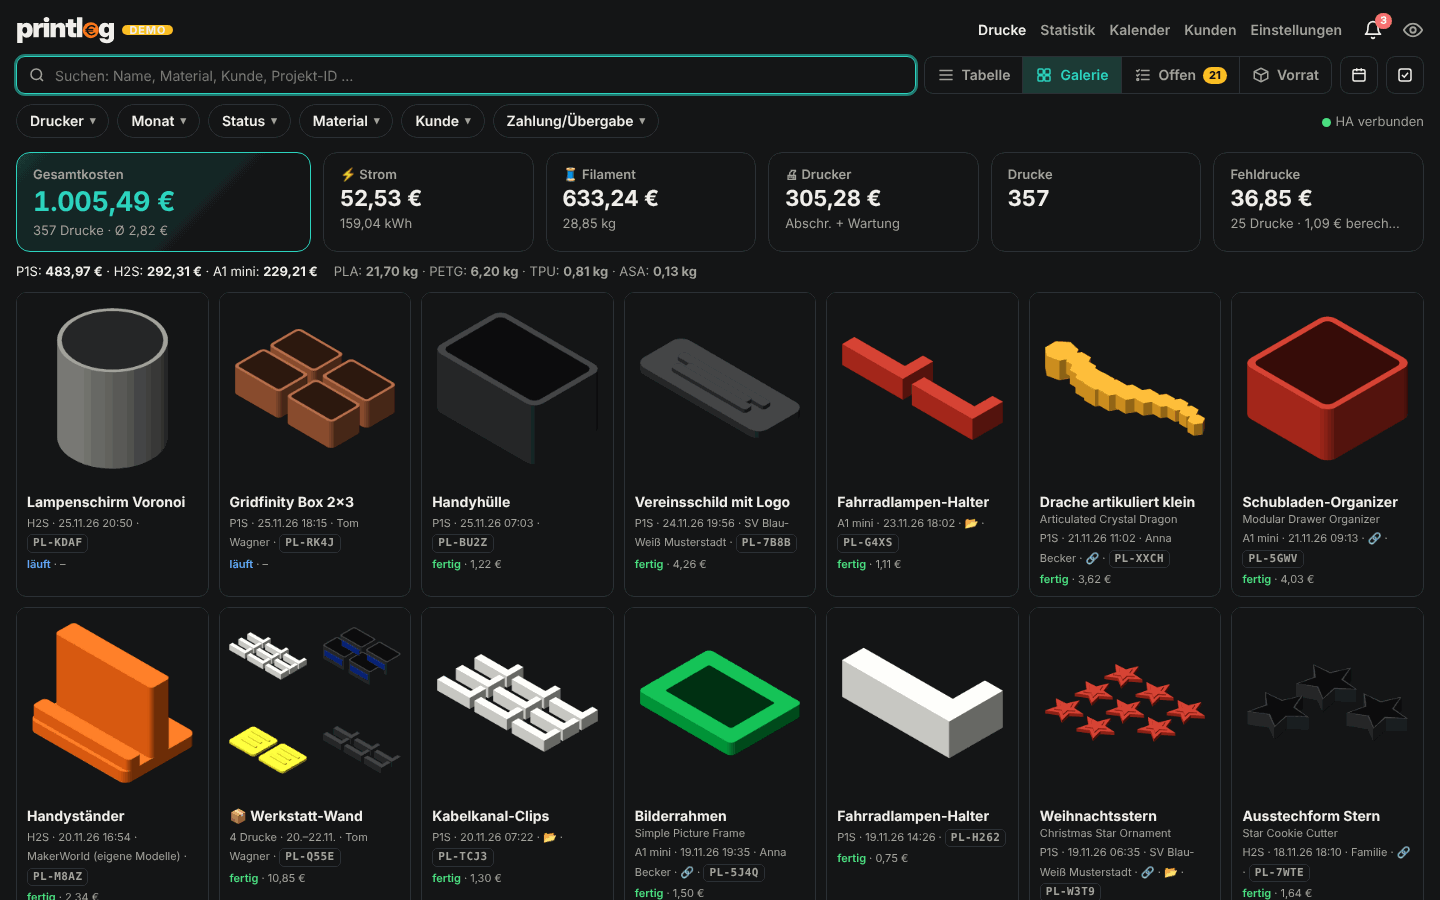 printlog DEMO
Drucke Statistik Kalender Kunden Einstellungen 3
Suchen: Name, Material, Kunde, Projekt-ID ...
Tabelle Galerie Offen 21 Vorrat
Drucker ▾ Monat ▾ Status ▾ Material ▾ Kunde ▾ Zahlung/Übergabe ▾
HA verbunden
Gesamtkosten
1.005,49 €
357 Drucke · Ø 2,82 €
⚡ Strom
52,53 €
159,04 kWh
🧵 Filament
633,24 €
28,85 kg
🖨 Drucker
305,28 €
Abschr. + Wartung
Drucke
357
Fehldrucke
36,85 €
25 Drucke · 1,09 € berech...
P1S: 483,97 € · H2S: 292,31 € · A1 mini: 229,21 € PLA: 21,70 kg · PETG: 6,20 kg · TPU: 0,81 kg · ASA: 0,13 kg
Lampenschirm Voronoi
H2S · 25.11.26 20:50 ·
PL-KDAF
läuft · –
Gridfinity Box 2×3
P1S · 25.11.26 18:15 · Tom
Wagner · PL-RK4J
läuft · –
Handyhülle
P1S · 25.11.26 07:03 ·
PL-BU2Z
fertig · 1,22 €
Vereinsschild mit Logo
P1S · 24.11.26 19:56 · SV Blau-
Weiß Musterstadt · PL-7B8B
fertig · 4,26 €
Fahrradlampen-Halter
A1 mini · 23.11.26 18:02 · 📂 ·
PL-G4XS
fertig · 1,11 €
Drache artikuliert klein
Articulated Crystal Dragon
P1S · 21.11.26 11:02 · Anna
Becker · 🔗 · PL-XXCH
fertig · 3,62 €
Schubladen-Organizer
Modular Drawer Organizer
A1 mini · 21.11.26 09:13 · 🔗 ·
PL-5GWV
fertig · 4,03 €
Handyständer
H2S · 20.11.26 16:54 ·
MakerWorld (eigene Modelle) ·
PL-M8AZ
fertig · 2,34 €
📦 Werkstatt-Wand
4 Drucke · 20.–22.11. · Tom
Wagner · PL-Q55E
fertig · 10,85 €
Kabelkanal-Clips
P1S · 20.11.26 07:22 · 📂 ·
PL-TCJ3
fertig · 1,30 €
Bilderrahmen
Simple Picture Frame
A1 mini · 19.11.26 19:35 · Anna
Becker · 🔗 · PL-5J4Q
fertig · 1,50 €
Fahrradlampen-Halter
P1S · 19.11.26 14:26 · PL-H262
fertig · 0,75 €
Weihnachtsstern
Christmas Star Ornament
P1S · 19.11.26 06:35 · SV Blau-
Weiß Musterstadt · 🔗 · 📂 ·
PL-W3T9
Ausstechform Stern
Star Cookie Cutter
H2S · 18.11.26 18:10 · Familie · 🔗
· PL-7WTE
fertig · 1,64 €